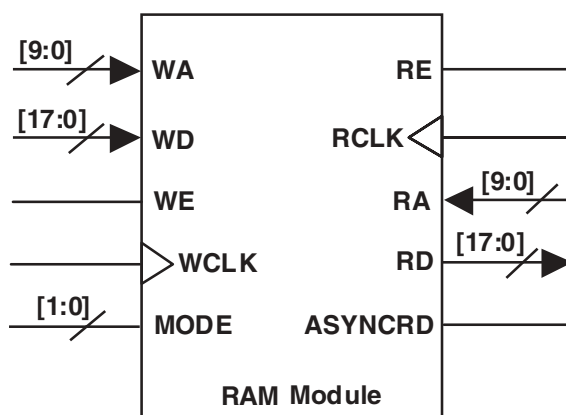 [9:0] WA RE
[17:0] WD RCLK
WE RA [9:0]
WCLK RD [17:0]
[1:0] MODE ASYNCRD
RAM Module